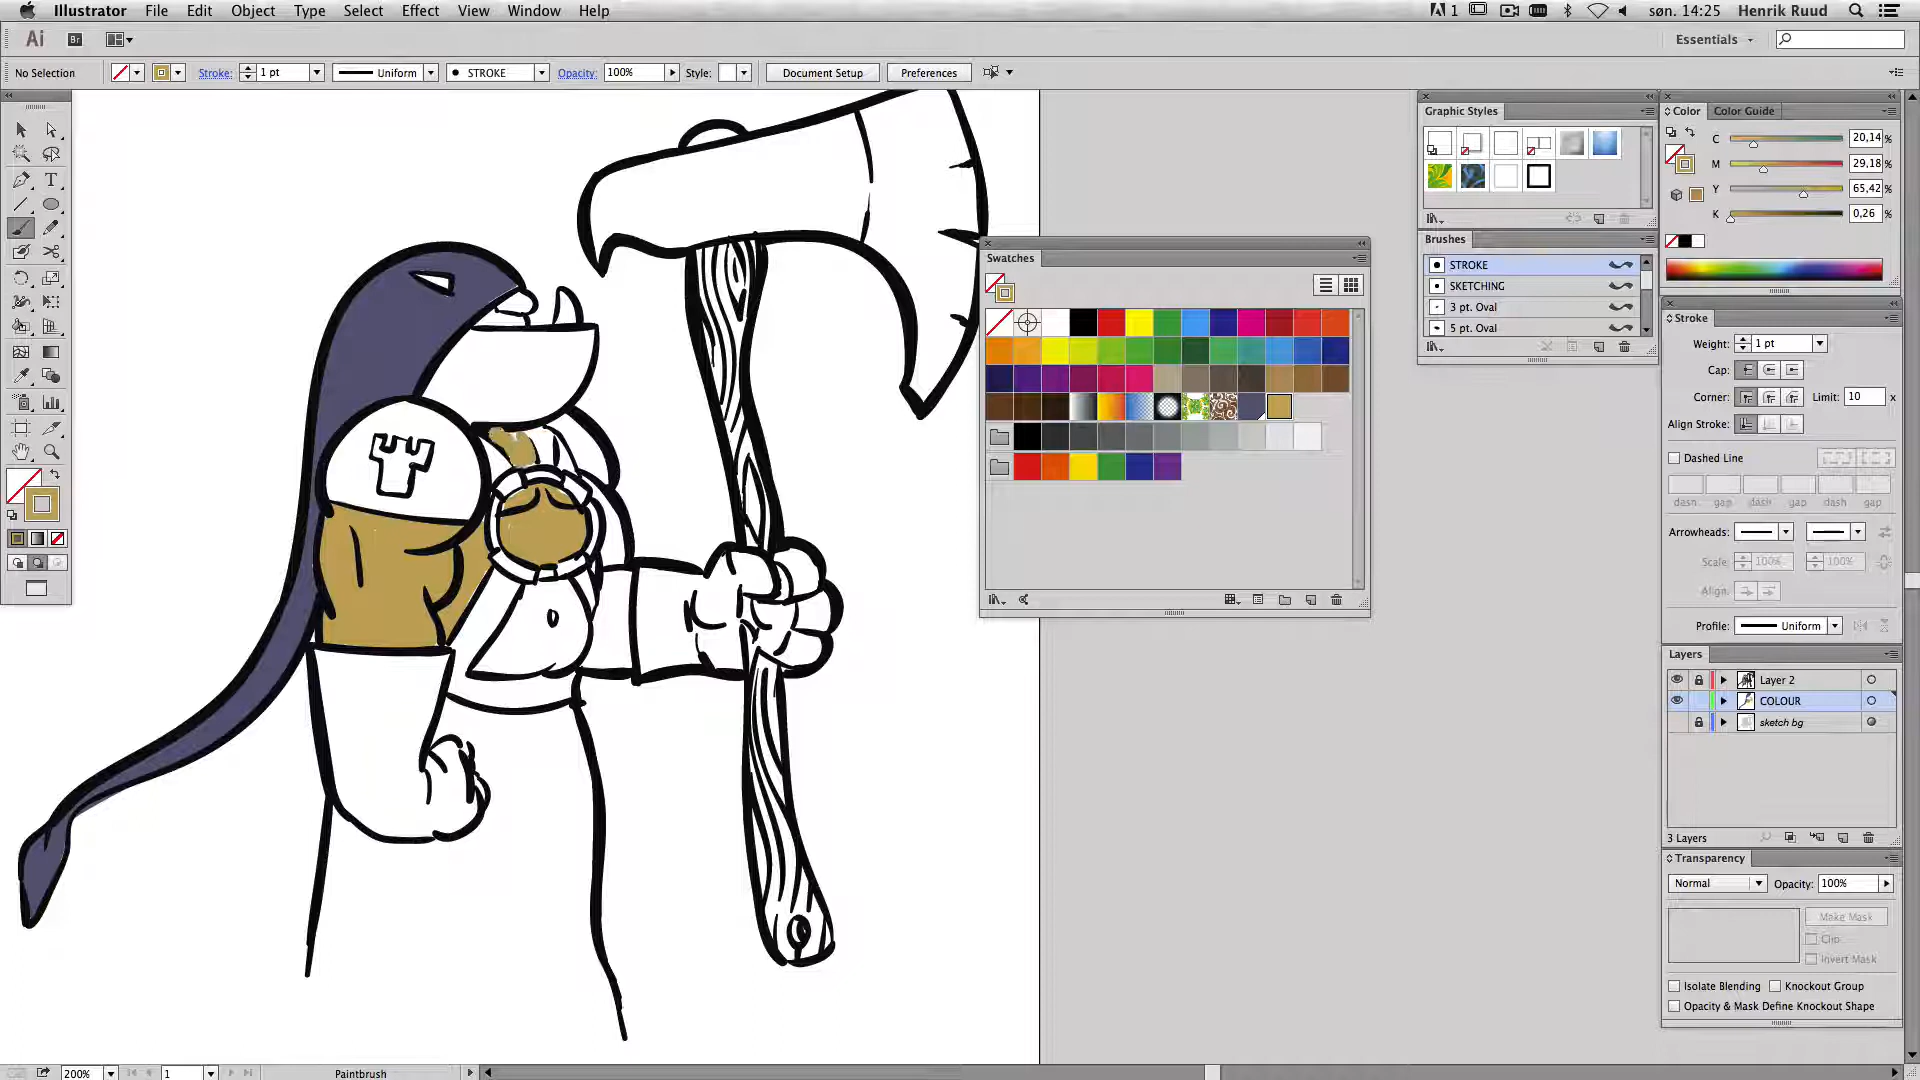 Illustrator File Edit Object Type Select Effect View Window Help 1 søn. 14:25 Henrik Ruud
Ai Br Essentials
No Selection Stroke: 1 pt Uniform STROKE Opacity: 100% Style: Document Setup Preferences
Graphic Styles
Color Color Guide
C 20,14 %
M 29,18 %
Y 65,42 %
K 0,26 %
Brushes
STROKE
SKETCHING
3 pt. Oval
5 pt. Oval
Swatches
Stroke
Weight: 1 pt
Cap:
Corner: Limit: 10 x
Align Stroke:
Dashed Line
dash gap dash gap dash gap
Arrowheads:
Scale: 100% 100%
Align:
Profile: Uniform
Layers
Layer 2
COLOUR
sketch bg
3 Layers
Transparency
Normal Opacity: 100%
Make Mask
Clip
Invert Mask
Isolate Blending Knockout Group
Opacity & Mask Define Knockout Shape
200% 1 Paintbrush